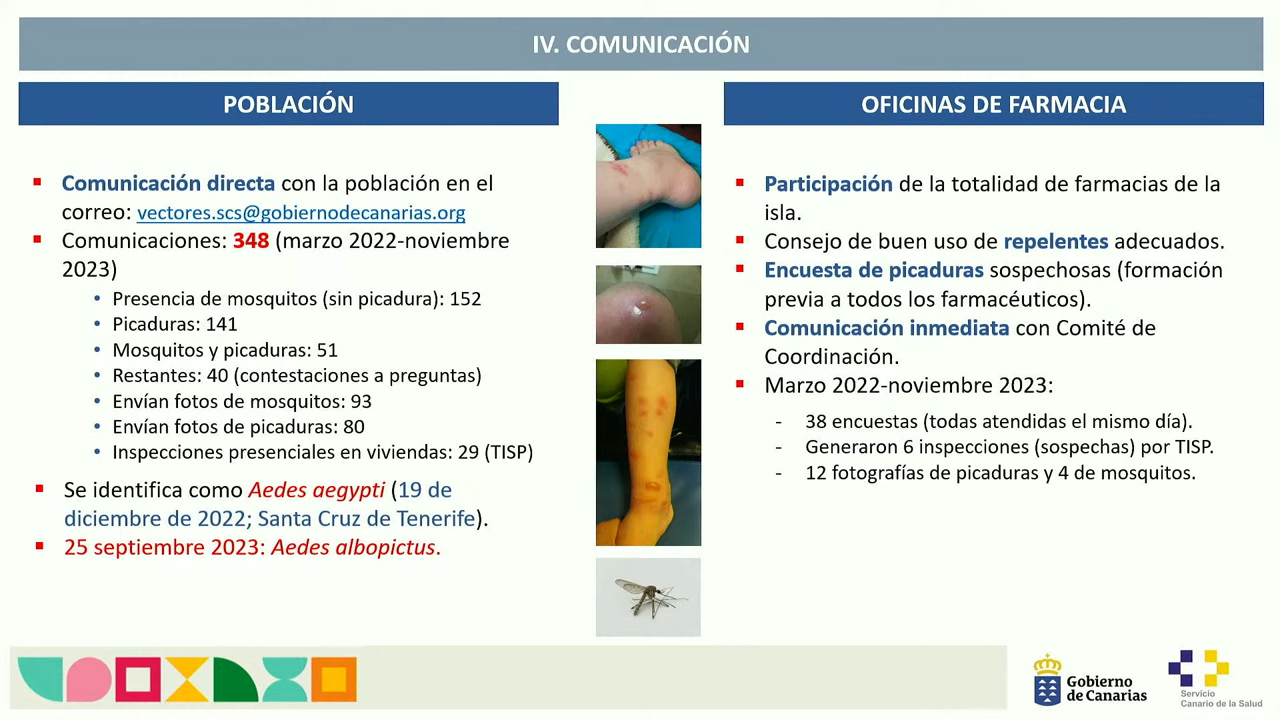 IV. COMUNICACIÓN
POBLACIÓN
▪ Comunicación directa con la población en el
correo: vectores.scs@gobiernodecanarias.org
▪ Comunicaciones: 348 (marzo 2022-noviembre
2023)
• Presencia de mosquitos (sin picadura): 152
• Picaduras: 141
• Mosquitos y picaduras: 51
• Restantes: 40 (contestaciones a preguntas)
• Envían fotos de mosquitos: 93
• Envían fotos de picaduras: 80
• Inspecciones presenciales en viviendas: 29 (TISP)
▪ Se identifica como Aedes aegypti (19 de
diciembre de 2022; Santa Cruz de Tenerife).
▪ 25 septiembre 2023: Aedes albopictus.
OFICINAS DE FARMACIA
▪ Participación de la totalidad de farmacias de la
isla.
▪ Consejo de buen uso de repelentes adecuados.
▪ Encuesta de picaduras sospechosas (formación
previa a todos los farmacéuticos).
▪ Comunicación inmediata con Comité de
Coordinación.
▪ Marzo 2022-noviembre 2023:
- 38 encuestas (todas atendidas el mismo día).
- Generaron 6 inspecciones (sospechas) por TISP.
- 12 fotografías de picaduras y 4 de mosquitos.
Gobierno
de Canarias
Servicio
Canario de la Salud